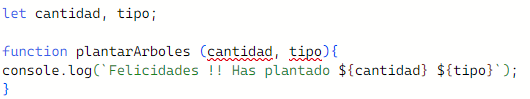 let cantidad, tipo;
function plantarArboles (cantidad, tipo){
console.log(`Felicidades !! Has plantado ${cantidad} ${tipo}`);
}